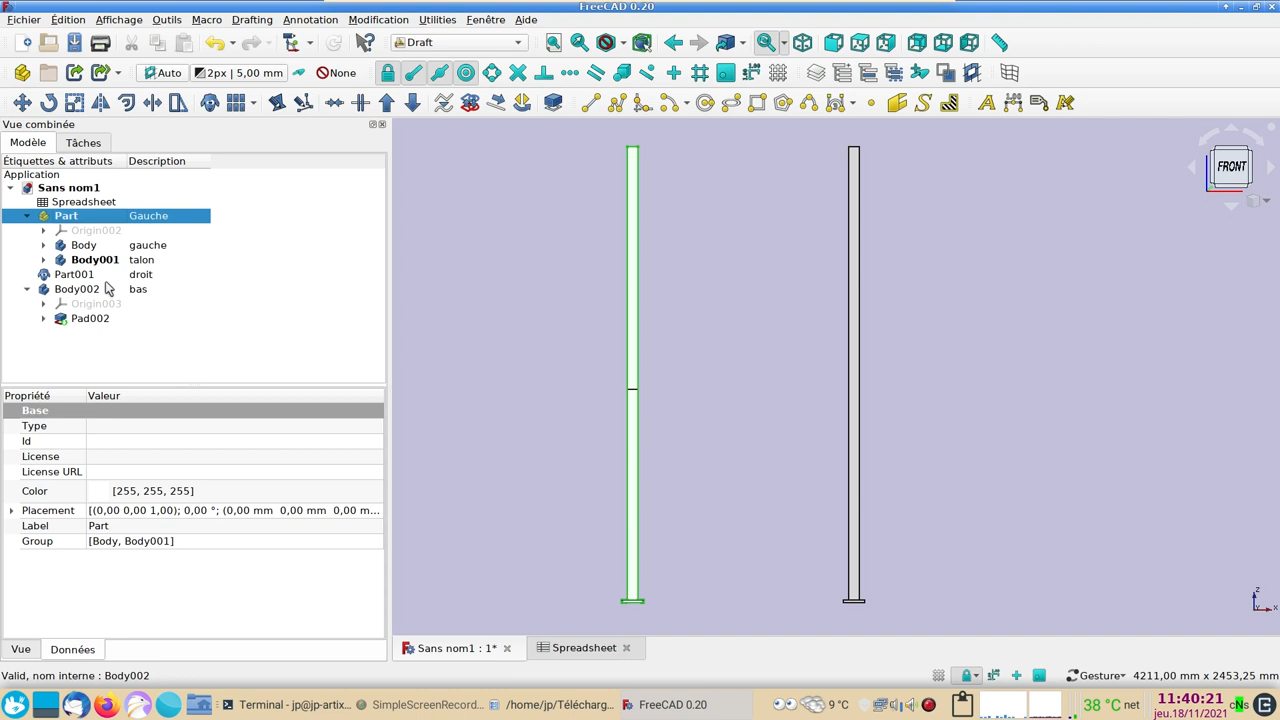 FreeCAD 0.20
Fichier Édition Affichage Outils Macro Drafting Annotation Modification Utilities Fenêtre Aide
Draft
Auto 2px | 5,00 mm None
Vue combinée
Modèle Tâches
Étiquettes & attributs Description
Application
Sans nom1
Spreadsheet
Part Gauche
Origin002
Body gauche
Body001 talon
Part001 droit
Body002 bas
Origin003
Pad002
FRONT
Propriété Valeur
Base
Type
Id
License
License URL
Color [255, 255, 255]
Placement [(0,00 0,00 1,00); 0,00 °; (0,00 mm 0,00 mm 0,00 m...
Label Part
Group [Body, Body001]
z
x
Vue Données
Sans nom1 : 1* Spreadsheet
Valid, nom interne : Body002
Gesture 4211,00 mm x 2453,25 mm
Terminal - jp@jp-artix... SimpleScreenRecord... /home/jp/Télécharg... FreeCAD 0.20
9 °C
38 °C net
11:40:21
jeu.18/11/2021
cNs